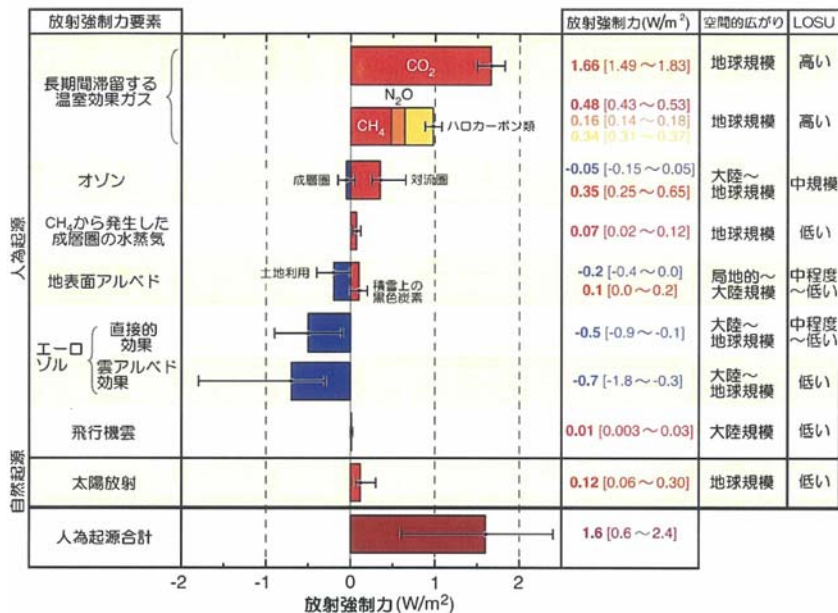 放射強制力要素
放射強制力(W/m²)
空間的広がり
LOSU
人為起源
長期間滞留する
温室効果ガス
CO₂
1.66 [1.49～1.83]
地球規模
高い
N₂O
CH₄
ハロカーボン類
0.48 [0.43～0.53]
0.16 [0.14～0.18]
0.34 [0.31～0.37]
地球規模
高い
オゾン
成層圏
対流圏
-0.05 [-0.15～0.05]
0.35 [0.25～0.65]
大陸～
地球規模
中規模
CH₄から発生した
成層圏の水蒸気
0.07 [0.02～0.12]
地球規模
低い
地表面アルベド
土地利用
積雪上の
黒色炭素
-0.2 [-0.4～0.0]
0.1 [0.0～0.2]
局地的～
大陸規模
中程度
～低い
エーロ
ゾル
直接的
効果
-0.5 [-0.9～-0.1]
大陸～
地球規模
中程度
～低い
雲アルベド
効果
-0.7 [-1.8～-0.3]
大陸～
地球規模
低い
飛行機雲
0.01 [0.003～0.03]
大陸規模
低い
自然起源
太陽放射
0.12 [0.06～0.30]
地球規模
低い
人為起源合計
1.6 [0.6～2.4]
-2 -1 0 1 2
放射強制力(W/m²)